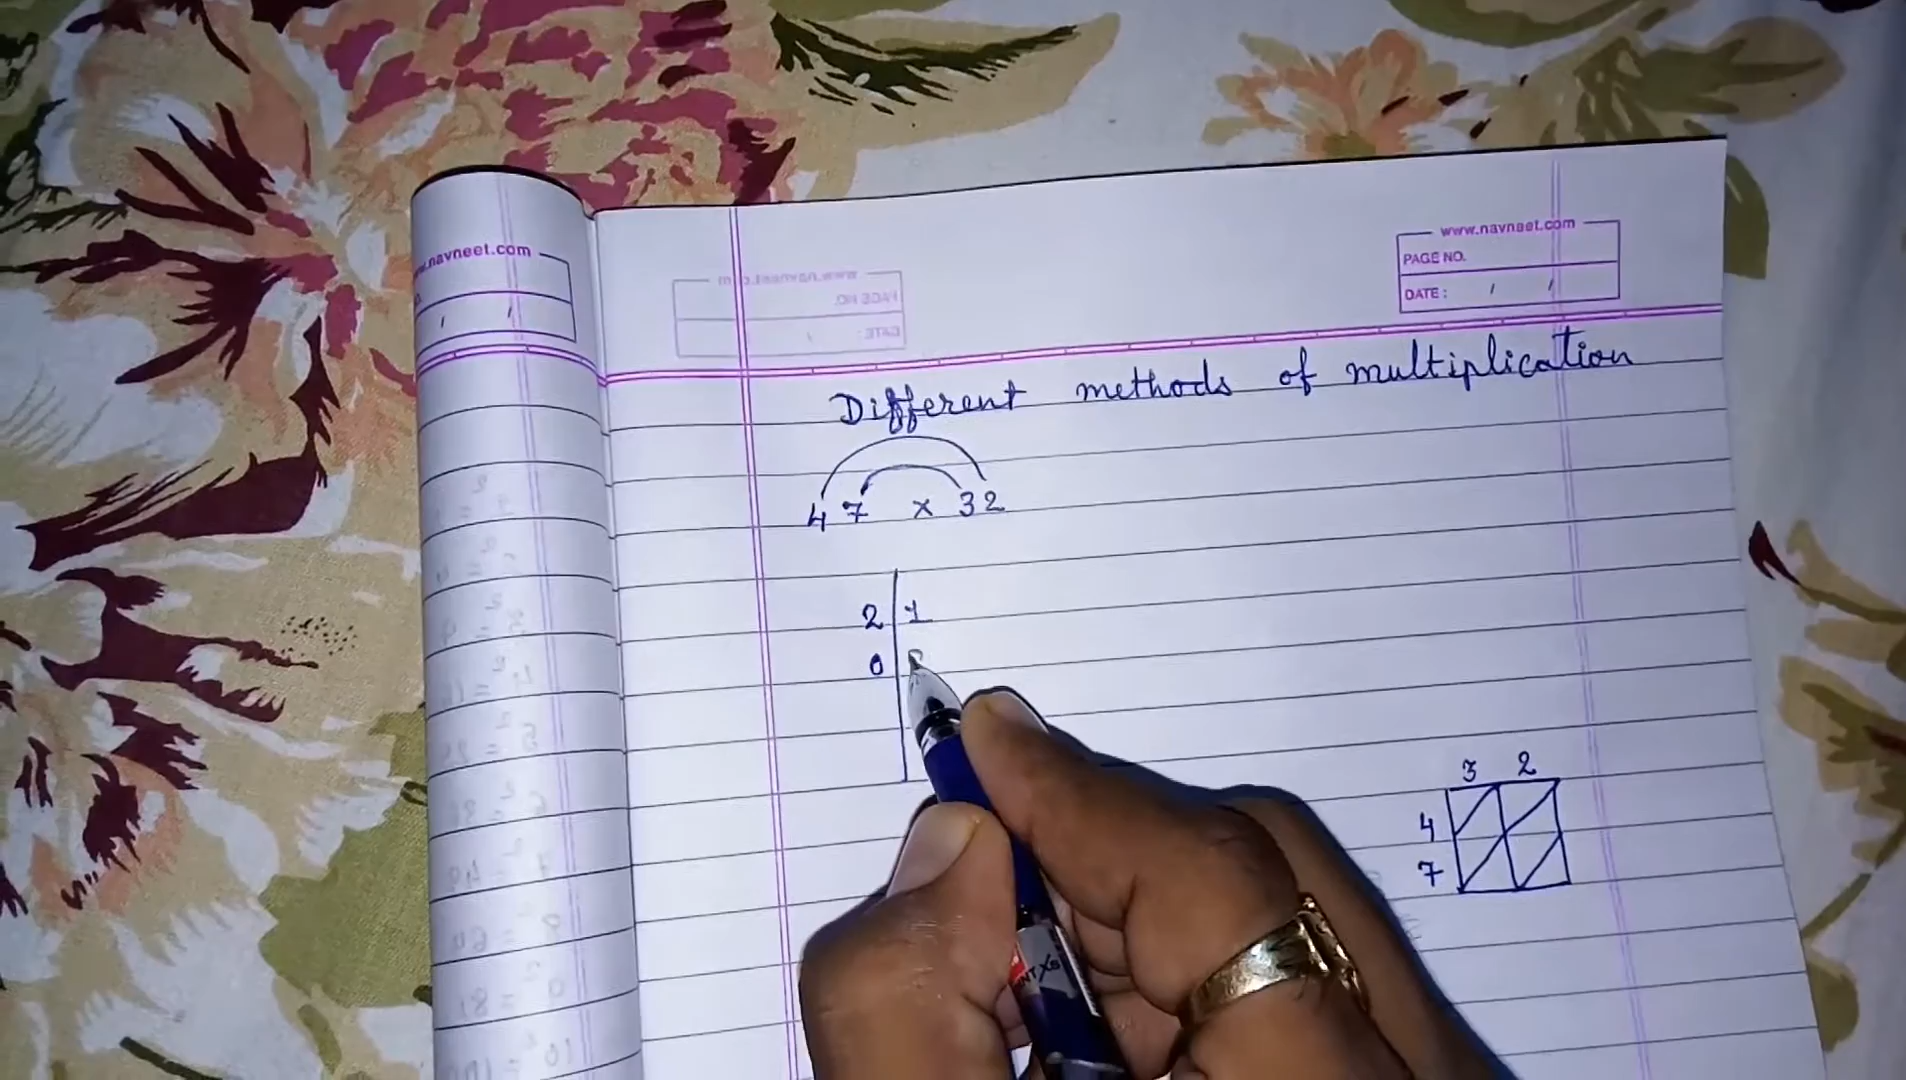 www.navneet.com
www.navneet.com
PAGE NO.
DATE : / /
Different methods of multiplication
47 x 32
2 1
0 8
3 2
4
7